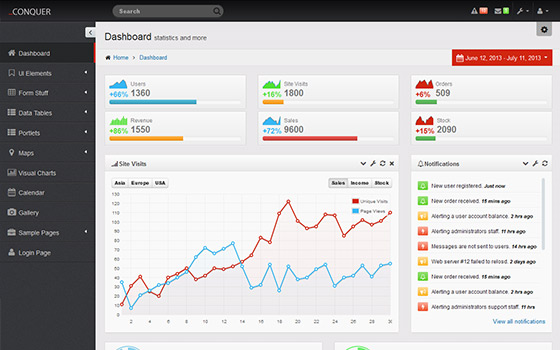 .CONQUER
Search
Dashboard
UI Elements
Form Stuff
Data Tables
Portlets
Maps
Visual Charts
Calendar
Gallery
Sample Pages
Login Page
Dashboard statistics and more
Home > Dashboard
June 12, 2013 - July 11, 2013
Users
+66% 1360
Site Visits
+16% 1800
Orders
+6% 509
Revenue
+86% 1550
Sales
+72% 9600
Stock
+15% 2090
Site Visits
Asia Europe USA
Sales Income Stock
Unique Visits
Page Views
130
120
110
100
90
80
70
60
50
40
30
20
10
0
2 4 6 8 10 12 14 16 18 20 22 24 26 28 30
Notifications
New user registered. Just now
New order received. 15 mins ago
Alerting a user account balance. 2 hrs ago
Alerting administrators staff. 11 hrs ago
Messages are not sent to users. 14 hrs ago
Web server #12 failed to relosd. 2 days ago
New order received. 15 mins ago
Alerting a user account balance. 2 hrs ago
Alerting administrators support staff. 11 hrs
View all notifications